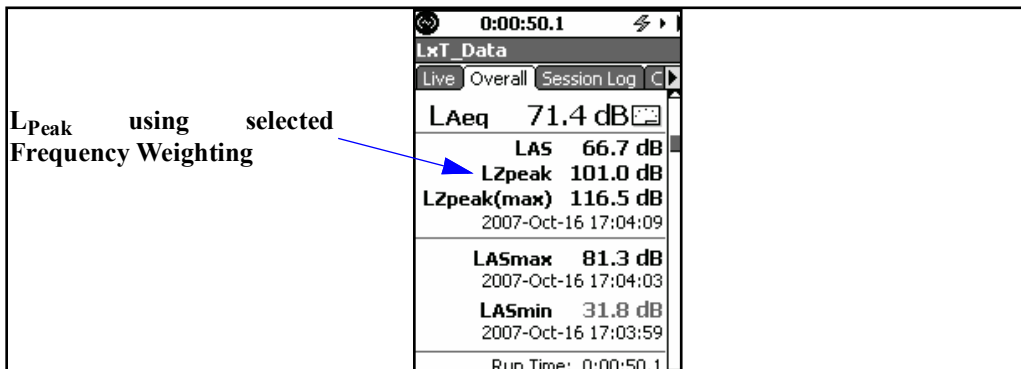 L_Peak using selected
Frequency Weighting
0:00:50.1
LxT_Data
Live Overall Session Log C
LAeq 71.4 dB
LAS 66.7 dB
LZpeak 101.0 dB
LZpeak(max) 116.5 dB
2007-Oct-16 17:04:09
LASmax 81.3 dB
2007-Oct-16 17:04:03
LASmin 31.8 dB
2007-Oct-16 17:03:59
Run Time: 0:00:50.1